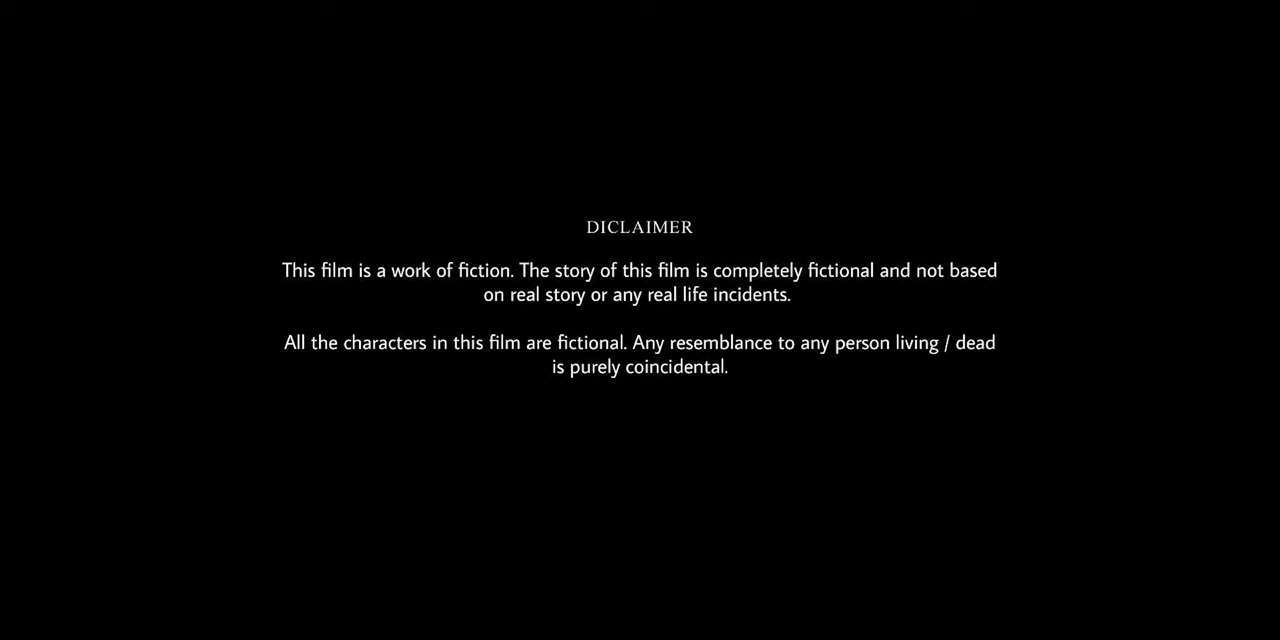 DICLAIMER
This film is a work of fiction. The story of this film is completely fictional and not based
on real story or any real life incidents.
All the characters in this film are fictional. Any resemblance to any person living / dead
is purely coincidental.